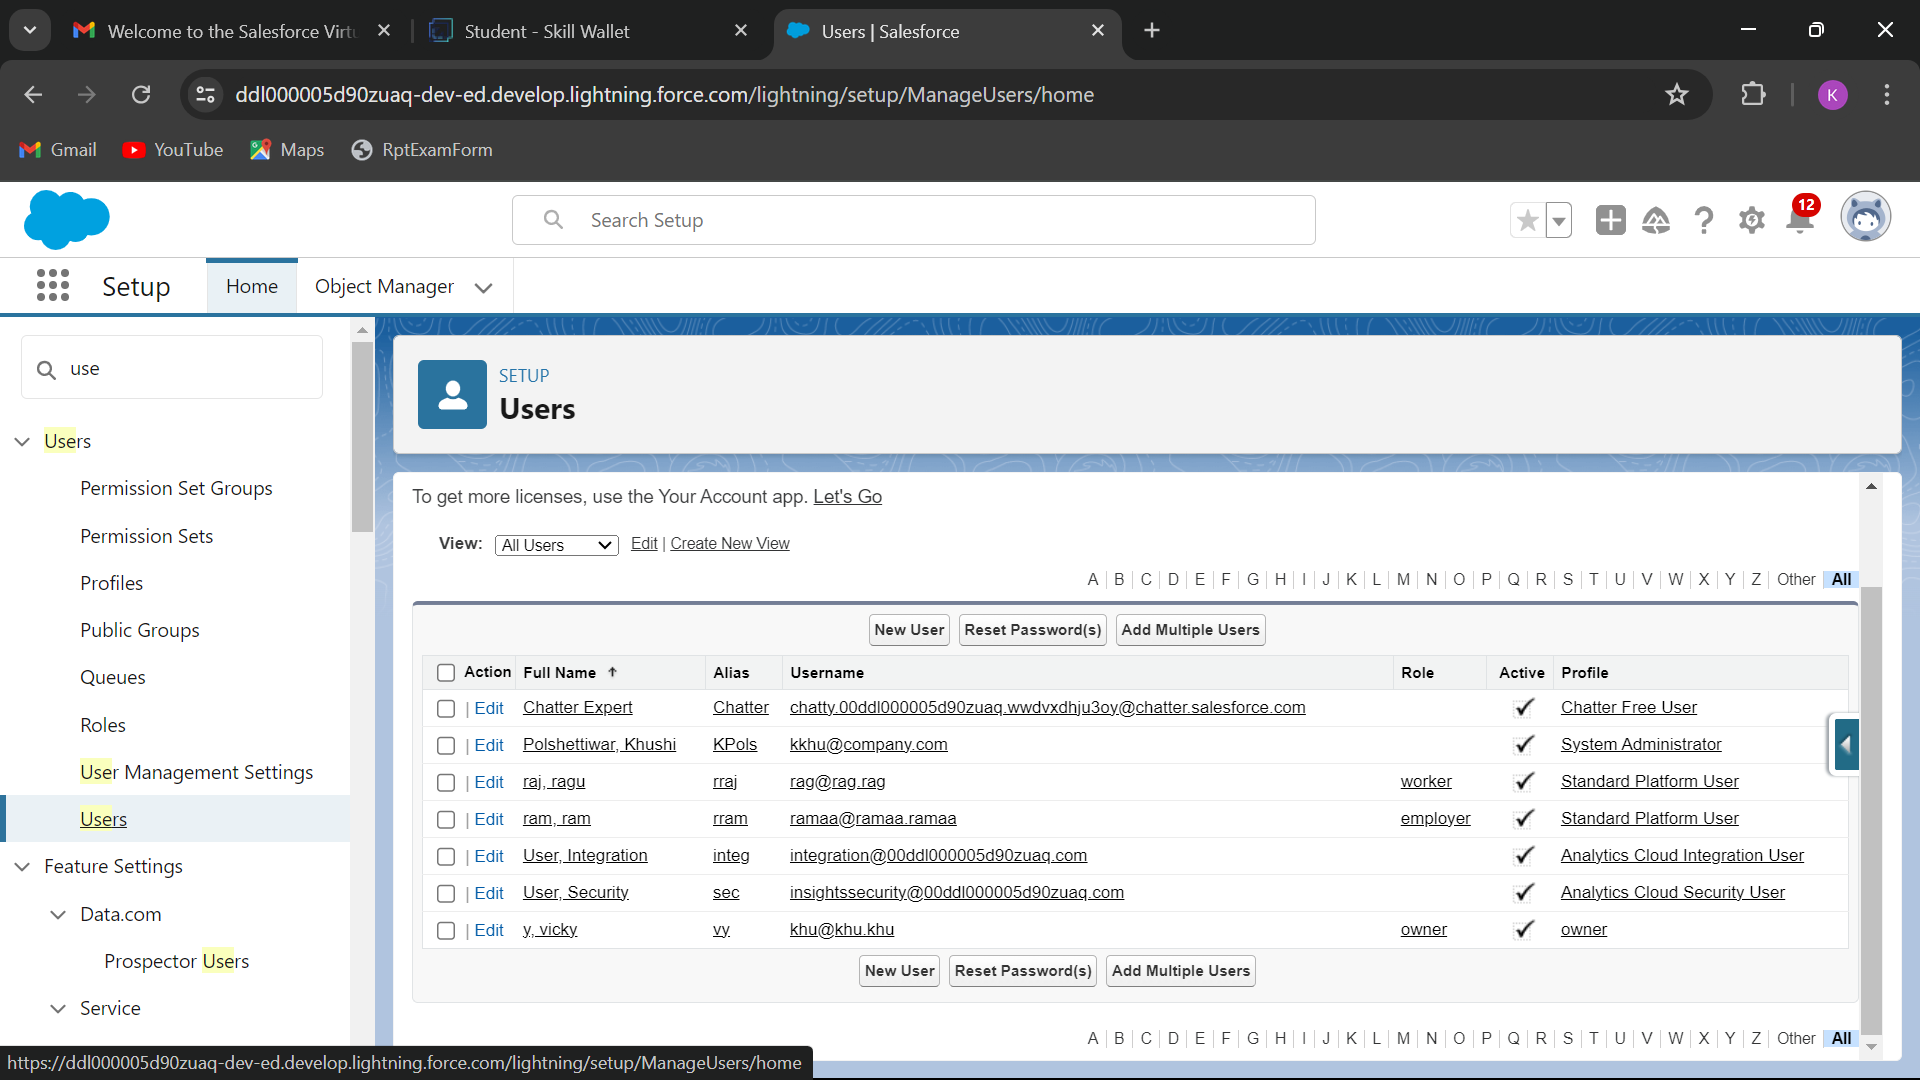 Welcome to the Salesforce Virtu
Student - Skill Wallet
Users | Salesforce
ddl000005d90zuaq-dev-ed.develop.lightning.force.com/lightning/setup/ManageUsers/home
K
Gmail
YouTube
Maps
RptExamForm
Search Setup
12
Setup
Home
Object Manager
use
Users
Permission Set Groups
Permission Sets
Profiles
Public Groups
Queues
Roles
User Management Settings
Users
Feature Settings
Data.com
Prospector Users
Service
SETUP
Users
To get more licenses, use the Your Account app. Let's Go
View: All Users Edit | Create New View
A | B | C | D | E | F | G | H | I | J | K | L | M | N | O | P | Q | R | S | T | U | V | W | X | Y | Z | Other | All
New User Reset Password(s) Add Multiple Users
Action Full Name ↑ Alias Username Role Active Profile
| Edit Chatter Expert Chatter chatty.00ddl000005d90zuaq.wwdvxdhju3oy@chatter.salesforce.com ✓ Chatter Free User
| Edit Polshettiwar, Khushi KPols kkhu@company.com ✓ System Administrator
| Edit raj, ragu rraj rag@rag.rag worker ✓ Standard Platform User
| Edit ram, ram rram ramaa@ramaa.ramaa employer ✓ Standard Platform User
| Edit User, Integration integ integration@00ddl000005d90zuaq.com ✓ Analytics Cloud Integration User
| Edit User, Security sec insightssecurity@00ddl000005d90zuaq.com ✓ Analytics Cloud Security User
| Edit y, vicky vy khu@khu.khu owner ✓ owner
New User Reset Password(s) Add Multiple Users
A | B | C | D | E | F | G | H | I | J | K | L | M | N | O | P | Q | R | S | T | U | V | W | X | Y | Z | Other | All
https://ddl000005d90zuaq-dev-ed.develop.lightning.force.com/lightning/setup/ManageUsers/home